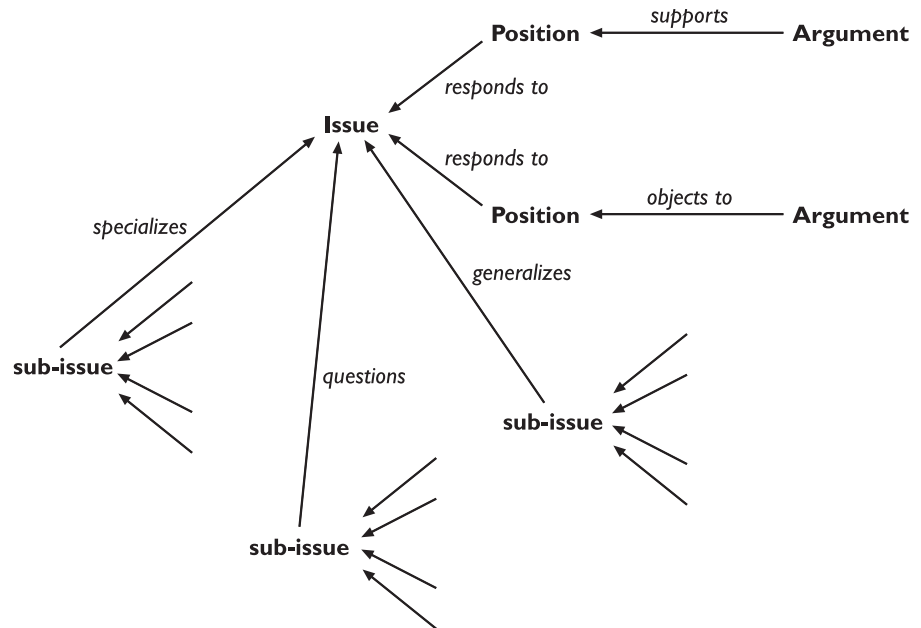 Position
supports
Argument
responds to
Issue
responds to
Position
objects to
Argument
specializes
generalizes
sub-issue
questions
sub-issue
sub-issue